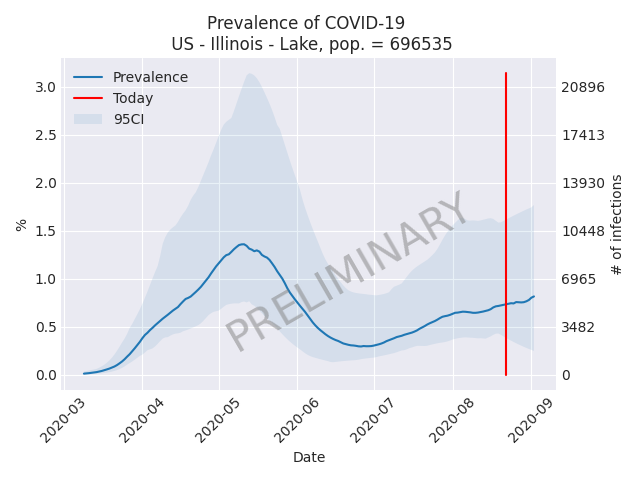 Prevalence of COVID-19
US - Illinois - Lake, pop. = 696535
Prevalence
Today
95CI
PRELIMINARY
%
3.0
2.5
2.0
1.5
1.0
0.5
0.0
20896
17413
13930
10448
6965
3482
0
# of infections
2020-03
2020-04
2020-05
2020-06
2020-07
2020-08
2020-09
Date